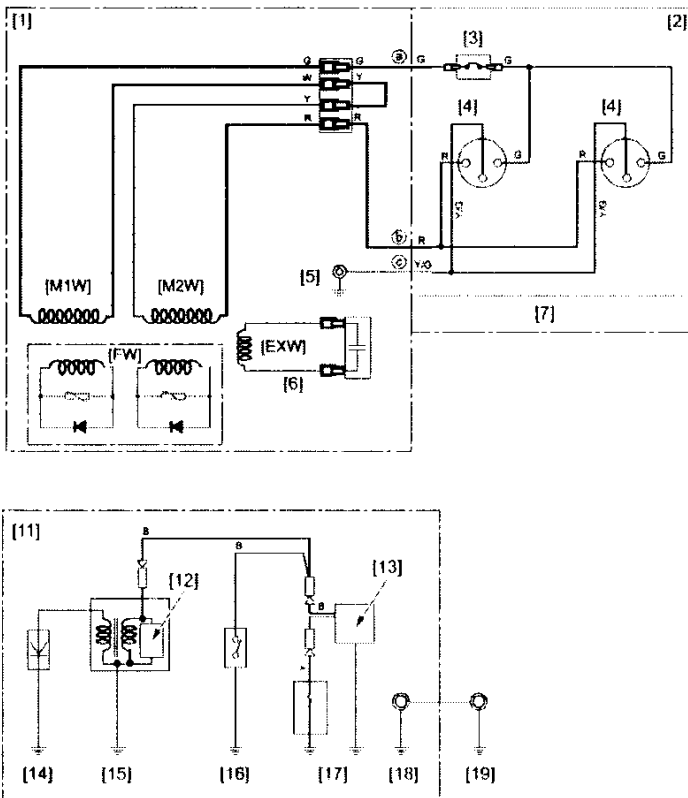 [1] [2]
G G ⓐ G [3] G
W Y
Y
R R [4] [4]
R G R G
Y/G Y/G
ⓑ R
[5] ⓒ Y/G
[M1W] [M2W]
[7]
[FW] [EXW]
[6]
[11] B
B
[12] [13]
B
[14] [15] [16] [17] [18] [19]